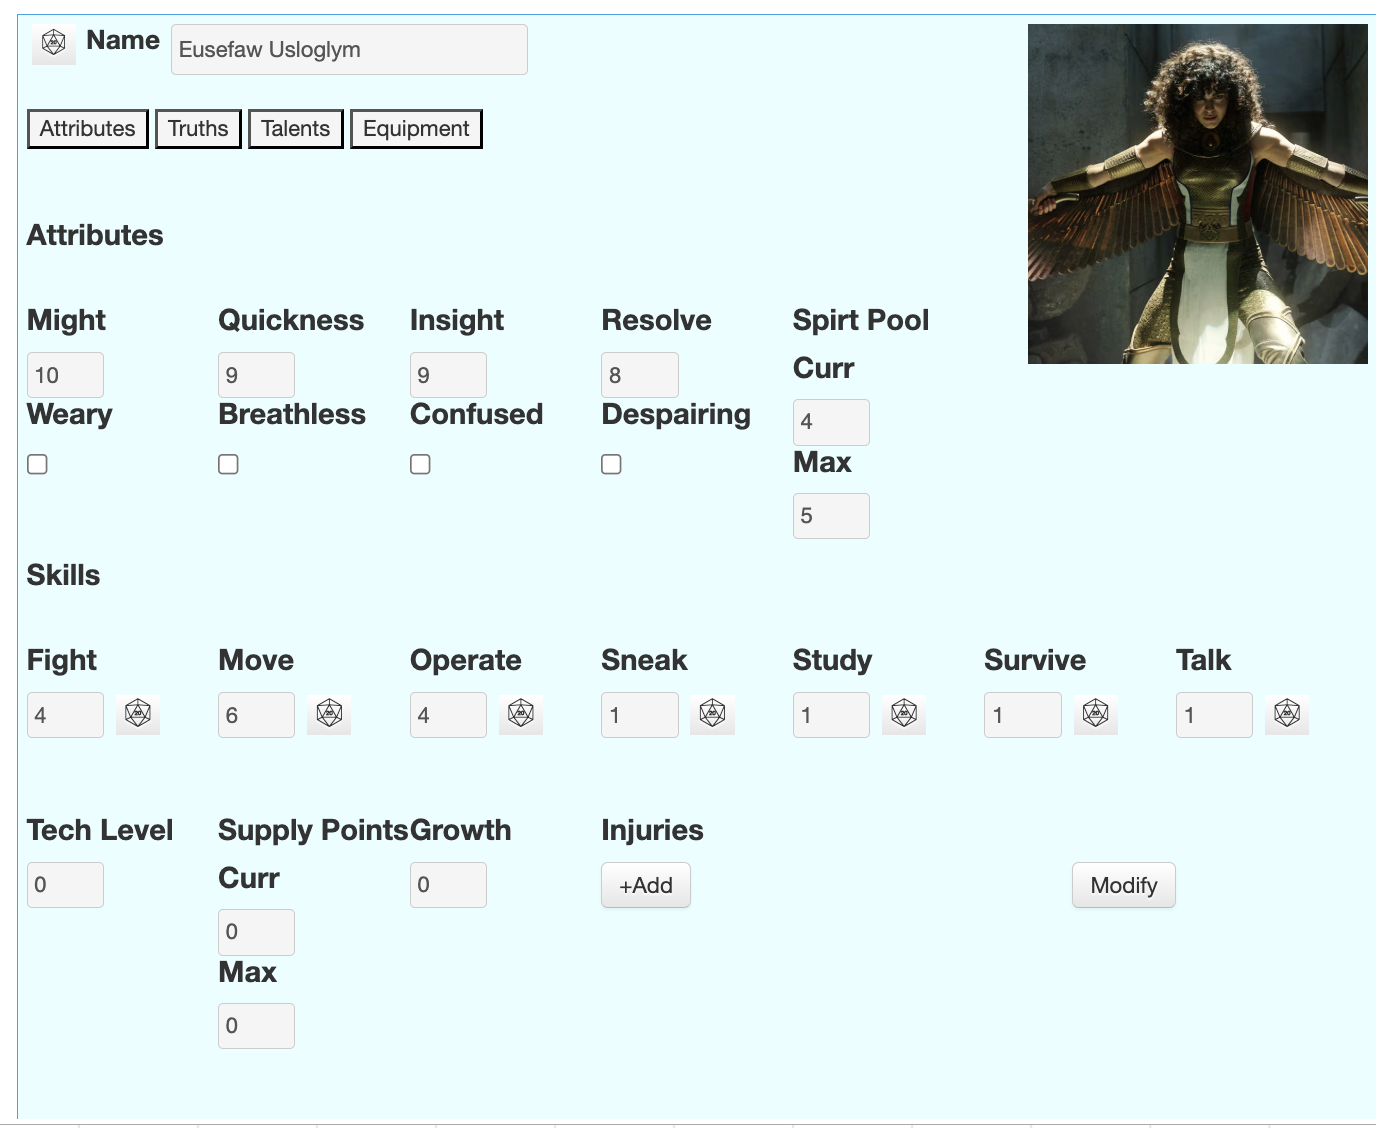 Name Eusefaw Usloglym
Attributes Truths Talents Equipment
Attributes
Might Quickness Insight Resolve Spirt Pool
Curr
10 9 9 8
Weary Breathless Confused Despairing
4
Max
5
Skills
Fight Move Operate Sneak Study Survive Talk
4 6 4 1 1 1 1
Tech Level Supply Points Growth Injuries
Curr
0 0 +Add Modify
0
Max
0